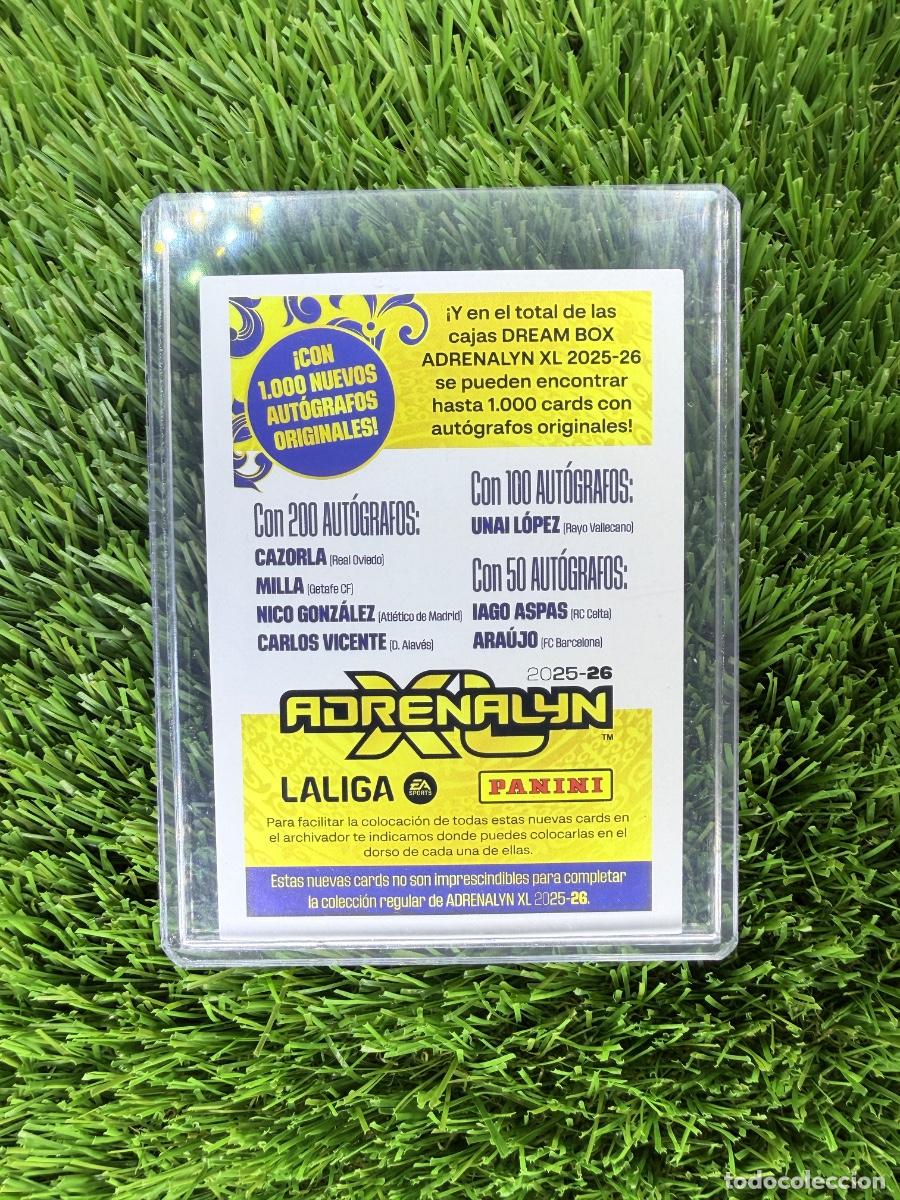 ¡CON
1.000 NUEVOS
AUTÓGRAFOS
ORIGINALES!
¡Y en el total de las
cajas DREAM BOX
ADRENALYN XL 2025-26
se pueden encontrar
hasta 1.000 cards con
autógrafos originales!
Con 200 AUTÓGRAFOS:
CAZORLA (Real Oviedo)
MILLA (Getafe CF)
NICO GONZÁLEZ (Atlético de Madrid)
CARLOS VICENTE (D. Alavés)
Con 100 AUTÓGRAFOS:
UNAI LÓPEZ (Rayo Vallecano)
Con 50 AUTÓGRAFOS:
IAGO ASPAS (RC Celta)
ARAÚJO (FC Barcelona)
2025-26
ADRENALYN
XL
TM
LALIGA
EA
SPORTS
PANINI
Para facilitar la colocación de todas estas nuevas cards en
el archivador te indicamos donde puedes colocarlas en el
dorso de cada una de ellas.
Estas nuevas cards no son imprescindibles para completar
la colección regular de ADRENALYN XL 2025-26.
todocoleccion